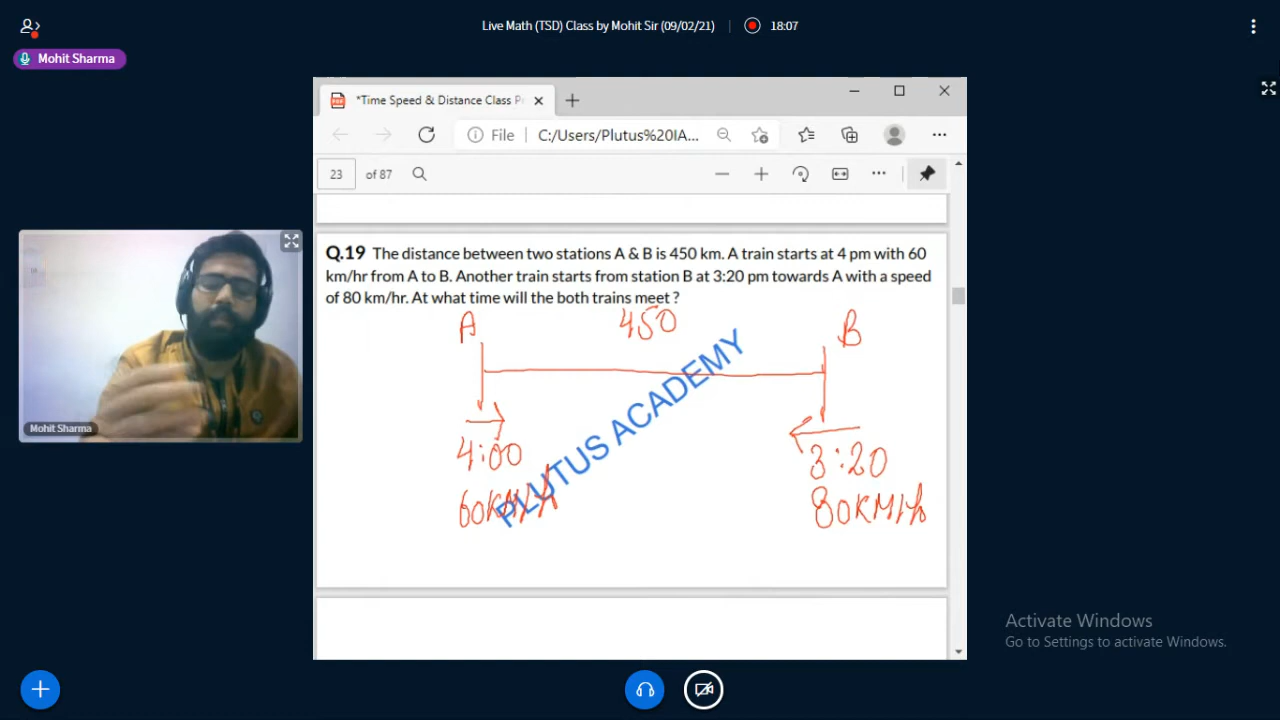 Live Math (TSD) Class by Mohit Sir (09/02/21)
18:07
Mohit Sharma
*Time Speed & Distance Class P
File
C:/Users/Plutus%20IA...
23 of 87
Q.19 The distance between two stations A & B is 450 km. A train starts at 4 pm with 60
km/hr from A to B. Another train starts from station B at 3:20 pm towards A with a speed
of 80 km/hr. At what time will the both trains meet ?
A 450 B
PLUTUS ACADEMY
4:00 3:20
60KM/h 80KM/h
Mohit Sharma
Activate Windows
Go to Settings to activate Windows.